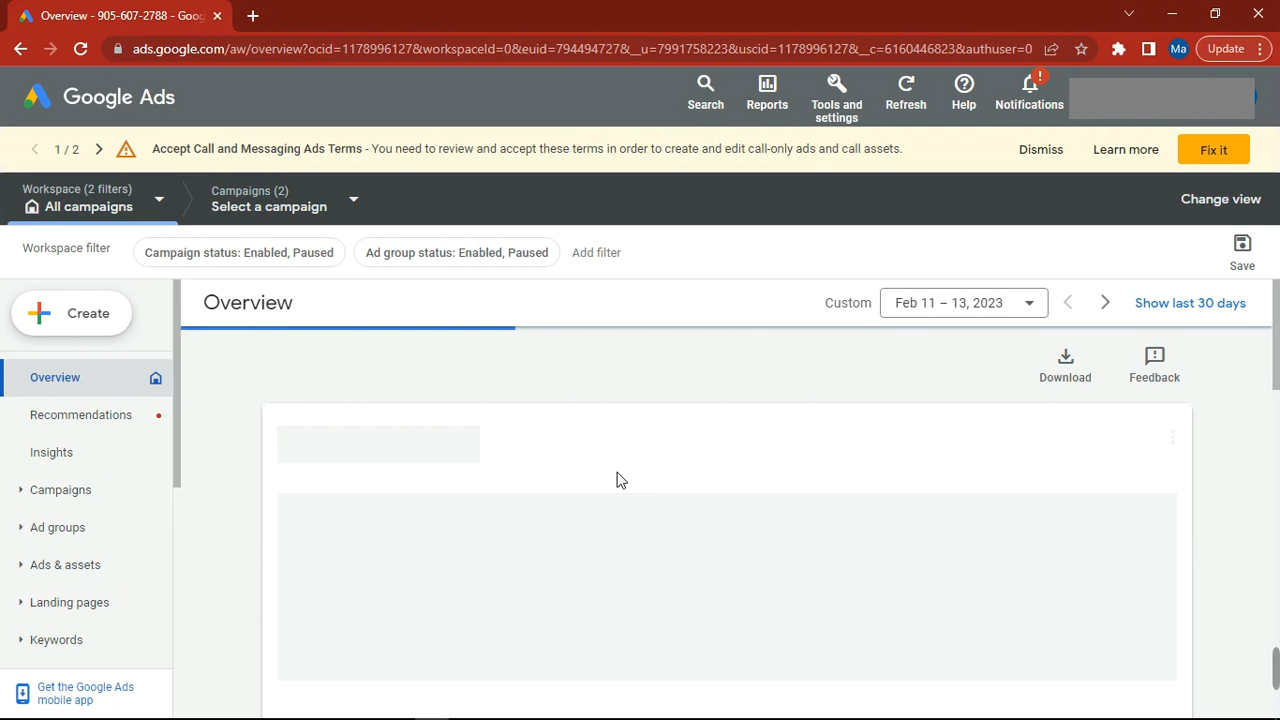 Overview - 905-607-2788 - Goog
ads.google.com/aw/overview?ocid=1178996127&workspaceId=0&euid=794494727&__u=7991758223&uscid=1178996127&__c=6160446823&authuser=0
Ma
Update
Google Ads
Search
Reports
Tools and
settings
Refresh
Help
Notifications
!
1 / 2
Accept Call and Messaging Ads Terms - You need to review and accept these terms in order to create and edit call-only ads and call assets.
Dismiss
Learn more
Fix it
Workspace (2 filters)
All campaigns
Campaigns (2)
Select a campaign
Change view
Workspace filter
Campaign status: Enabled, Paused
Ad group status: Enabled, Paused
Add filter
Save
Create
Overview
Custom
Feb 11 – 13, 2023
Show last 30 days
Download
Feedback
Overview
Recommendations
Insights
Campaigns
Ad groups
Ads & assets
Landing pages
Keywords
Get the Google Ads
mobile app